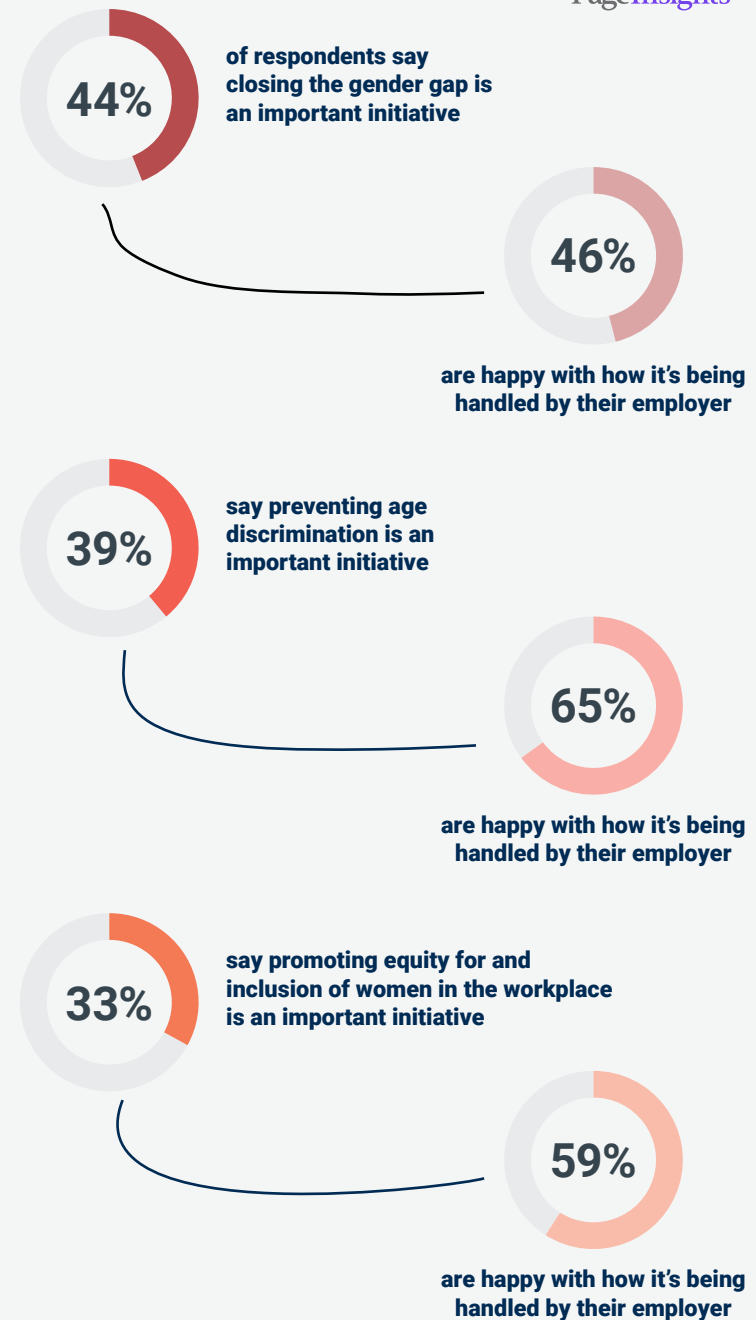 PageInsights
44%
of respondents say
closing the gender gap is
an important initiative
46%
are happy with how it’s being
handled by their employer
39%
say preventing age
discrimination is an
important initiative
65%
are happy with how it’s being
handled by their employer
33%
say promoting equity for and
inclusion of women in the workplace
is an important initiative
59%
are happy with how it’s being
handled by their employer